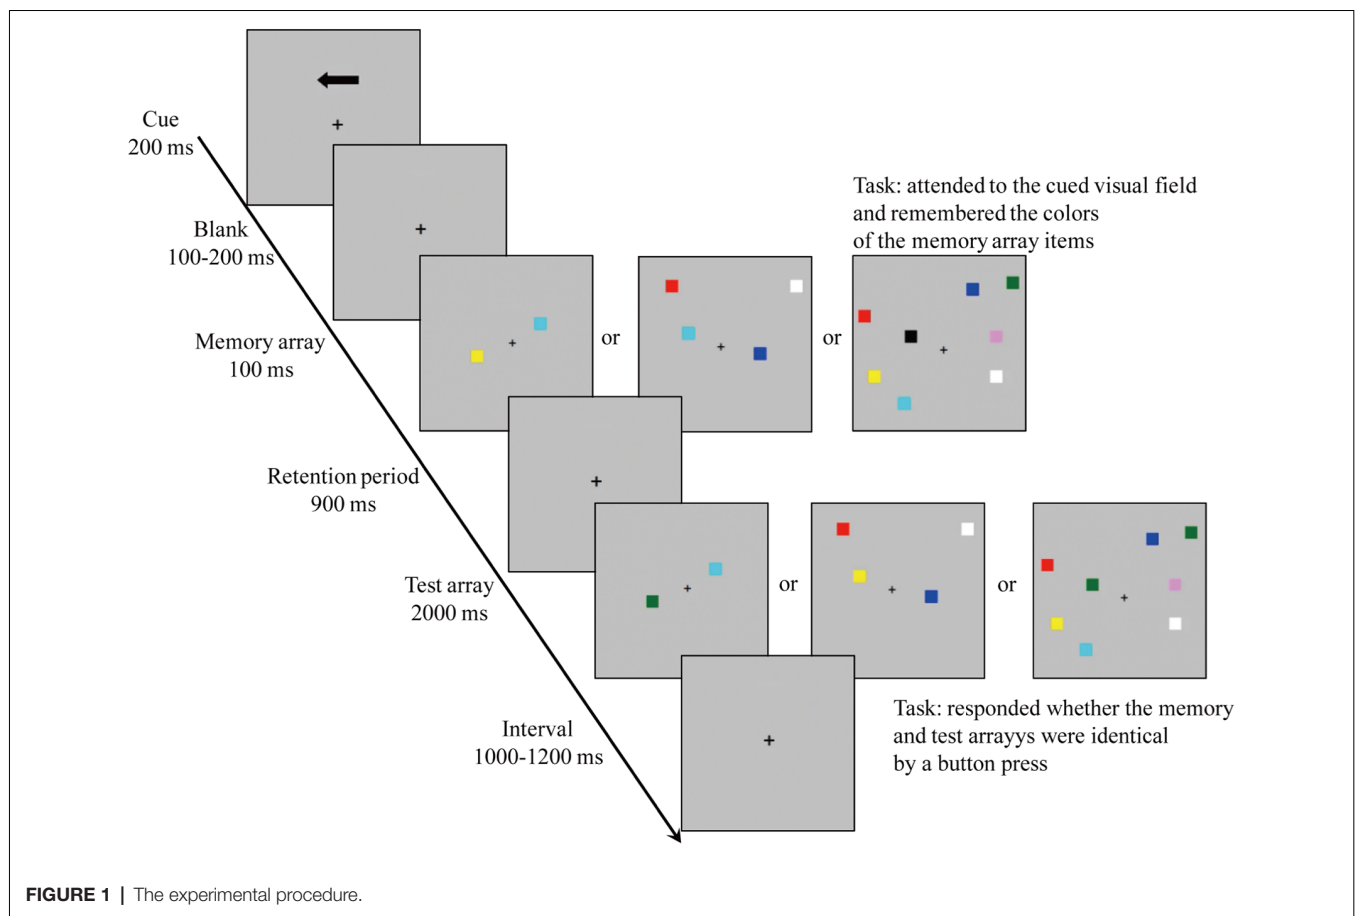 Cue
200 ms
Blank
100-200 ms
Task: attended to the cued visual field
and remembered the colors
of the memory array items
Memory array
100 ms
or
or
Retention period
900 ms
Test array
2000 ms
or
or
Interval
1000-1200 ms
Task: responded whether the memory
and test arrayys were identical
by a button press
FIGURE 1 | The experimental procedure.